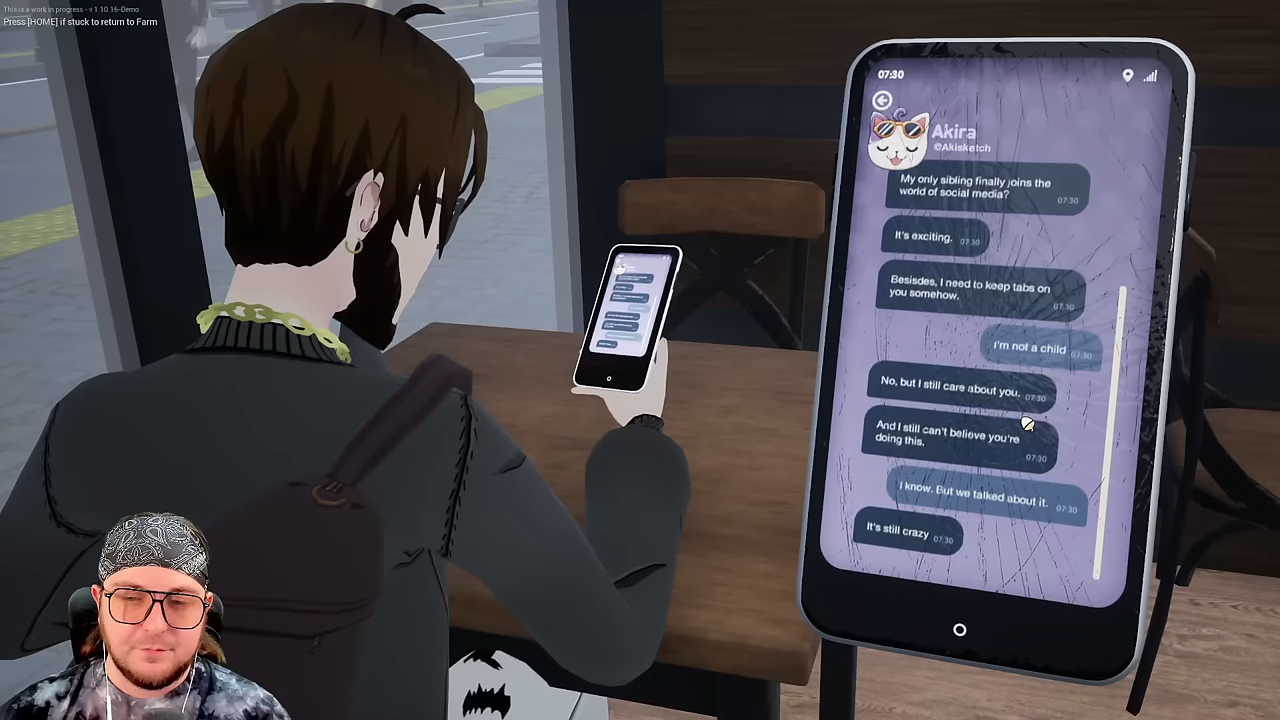 This is a work in progress - v 1.10.16-Demo
Press [HOME] if stuck to return to Farm
07:30
Akira
@Akisketch
My only sibling finally joins the
world of social media?
07:30
It's exciting. 07:30
Besisdes, I need to keep tabs on
you somehow.
07:30
I'm not a child 07:30
No, but I still care about you. 07:30
And I still can't believe you're
doing this.
07:30
I know. But we talked about it. 07:30
It's still crazy 07:30